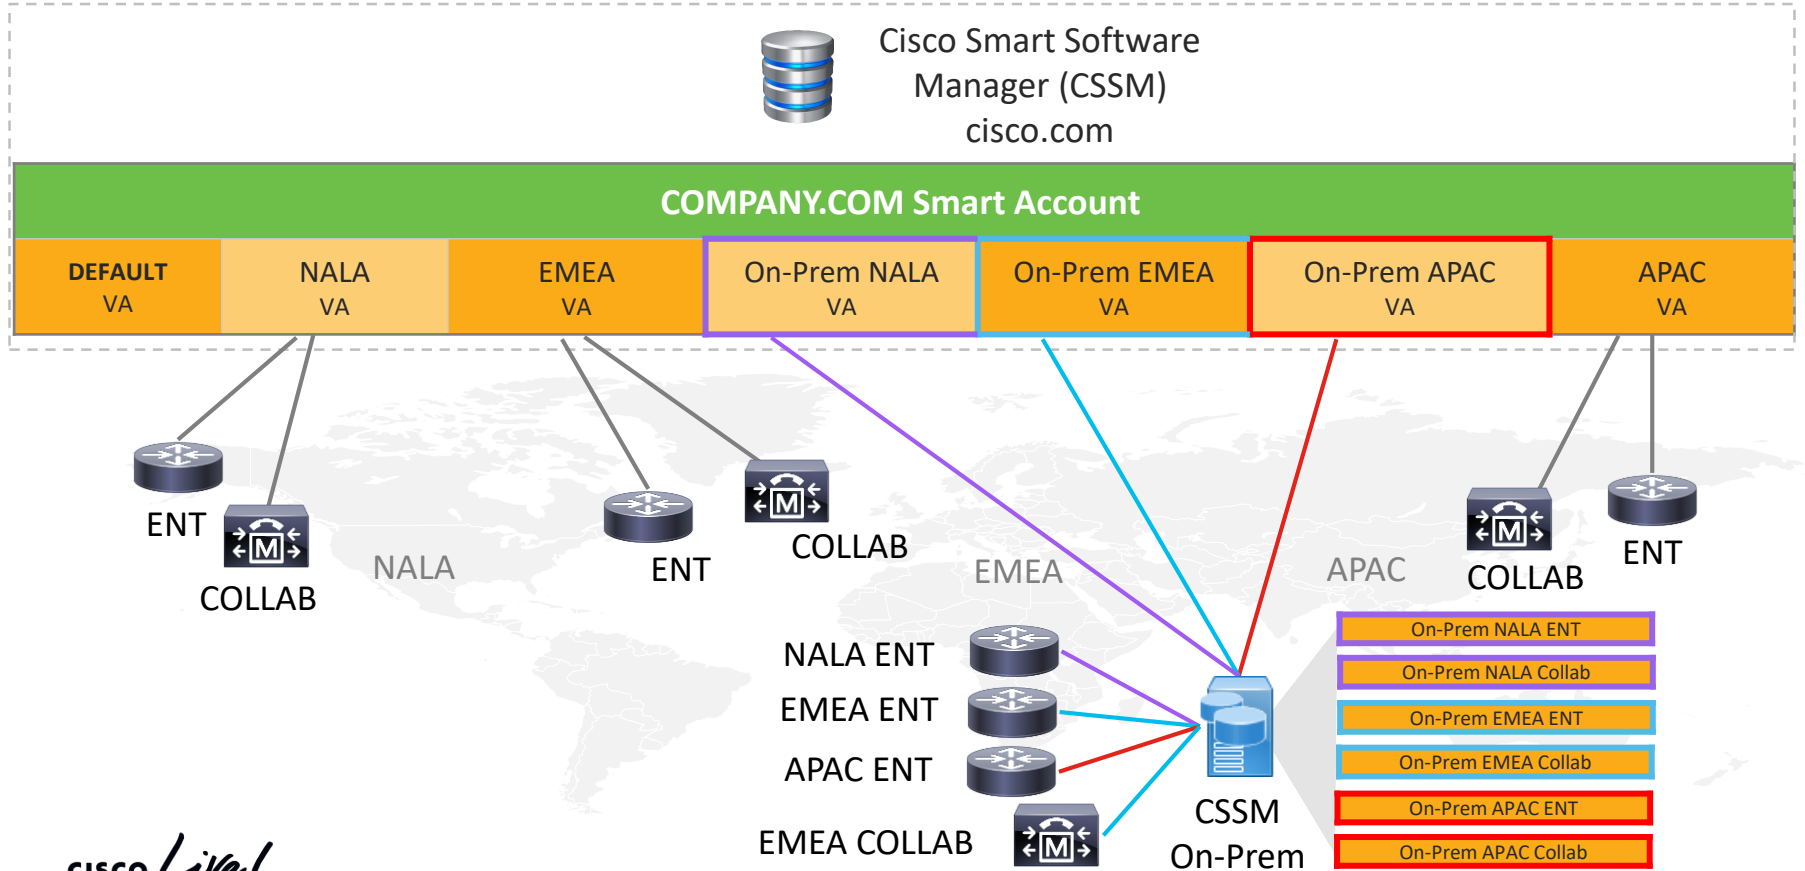 Cisco Smart Software
Manager (CSSM)
cisco.com
COMPANY.COM Smart Account
DEFAULT
VA
NALA
VA
EMEA
VA
On-Prem NALA
VA
On-Prem EMEA
VA
On-Prem APAC
VA
APAC
VA
ENT
M
COLLAB
NALA
ENT
M
COLLAB
EMEA
APAC
M
COLLAB
ENT
NALA ENT
EMEA ENT
APAC ENT
EMEA COLLAB
M
CSSM
On-Prem
On-Prem NALA ENT
On-Prem NALA Collab
On-Prem EMEA ENT
On-Prem EMEA Collab
On-Prem APAC ENT
On-Prem APAC Collab
cisco Live!